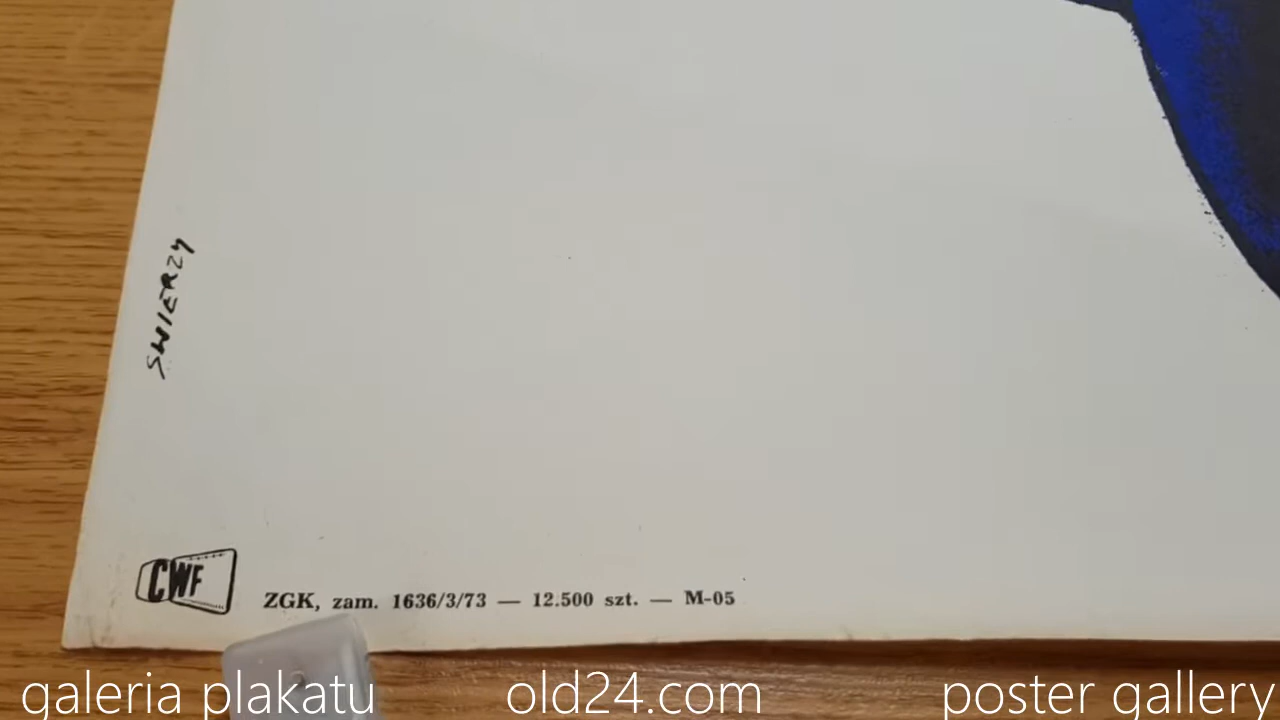 SWIERZY
CWF
ZGK, zam. 1636/3/73 — 12.500 szt. — M-05
galeria plakatu old24.com poster gallery